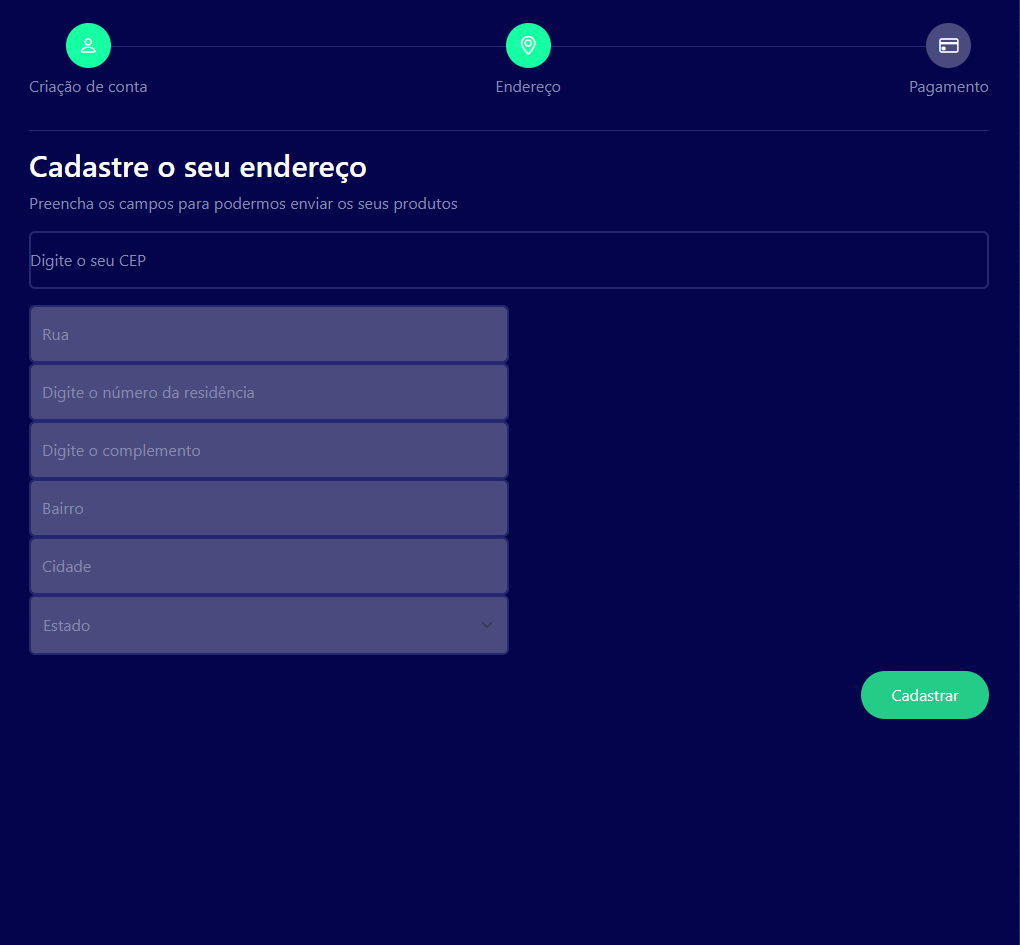 Criação de conta
Endereço
Pagamento
Cadastre o seu endereço
Preencha os campos para podermos enviar os seus produtos
Digite o seu CEP
Rua
Digite o número da residência
Digite o complemento
Bairro
Cidade
Estado
Cadastrar